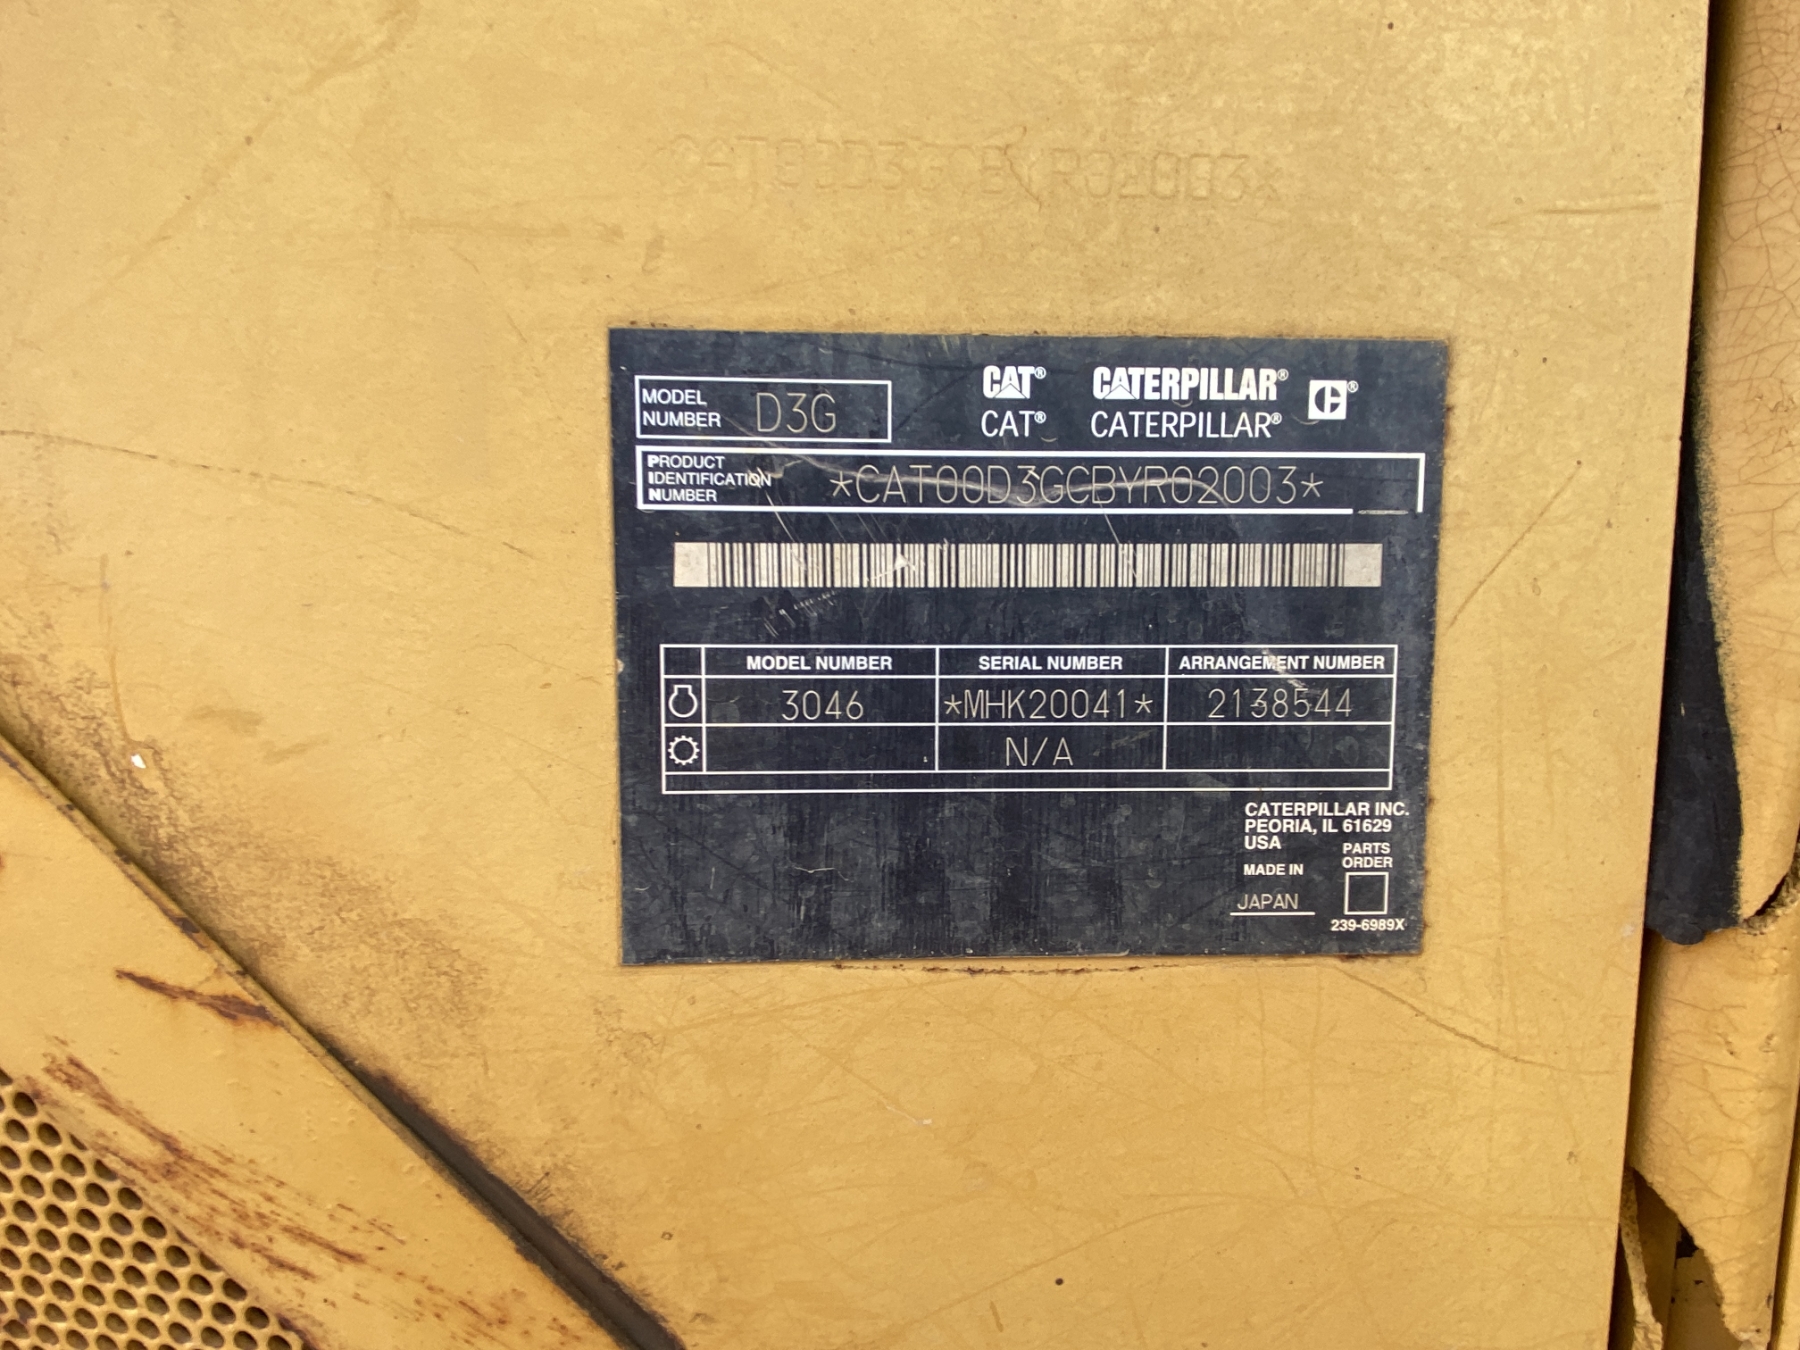 CAT00D3GCBYR02003*
MODEL NUMBER D3G
CAT® CATERPILLAR® C®
CAT® CATERPILLAR®
PRODUCT IDENTIFICATION NUMBER *CAT00D3GCBYR02003*
MODEL NUMBER SERIAL NUMBER ARRANGEMENT NUMBER
3046 *MHK20041* 2138544
N/A
CATERPILLAR INC.
PEORIA, IL 61629
USA
PARTS ORDER
MADE IN
JAPAN
239-6989X